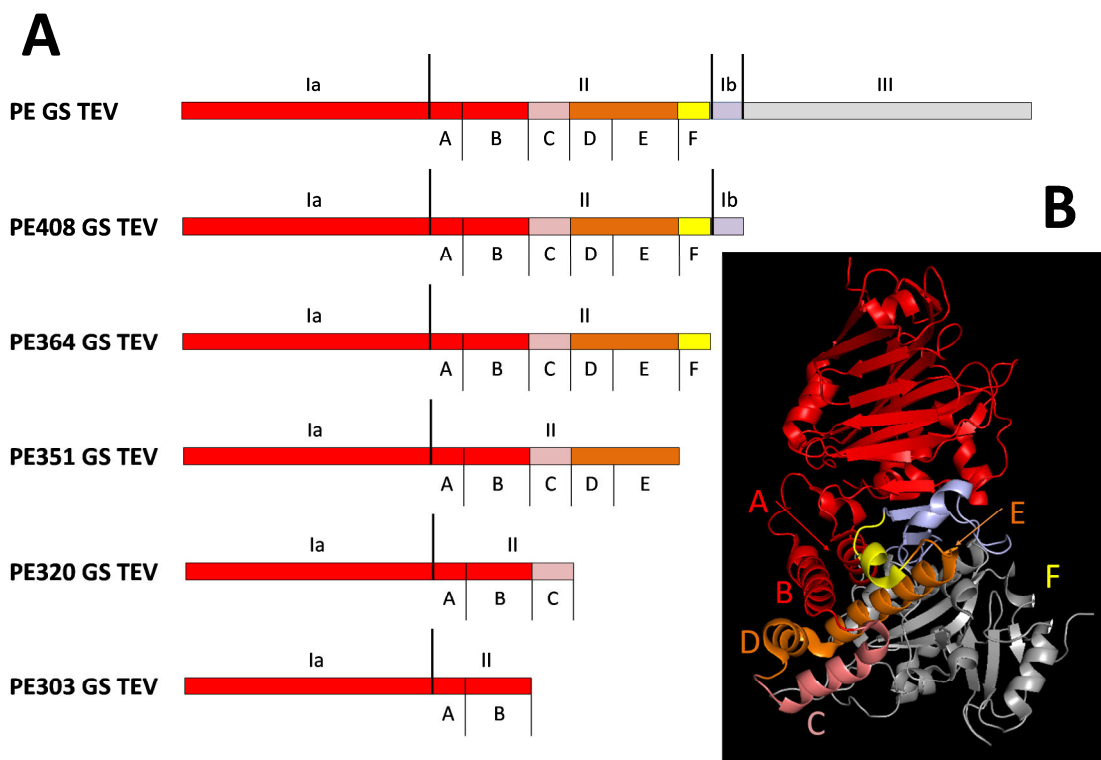 A
Ia II Ib III
PE GS TEV
A B C D E F
Ia II Ib
PE408 GS TEV
A B C D E F
B
Ia II
PE364 GS TEV
A B C D E F
Ia II
PE351 GS TEV
A B C D E
Ia II
PE320 GS TEV
A B C
Ia II
PE303 GS TEV
A B
A
E
F
B
D
C